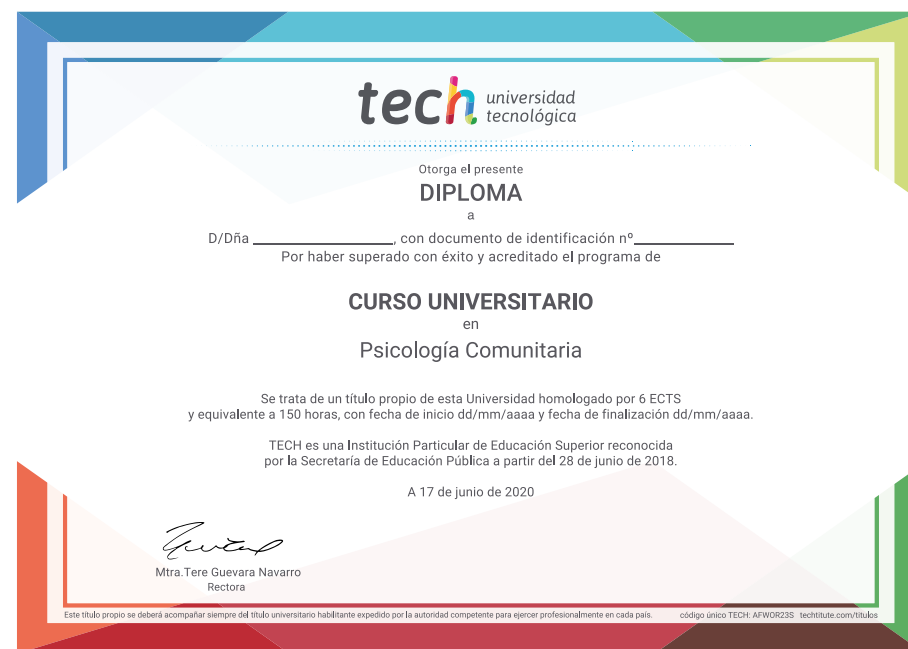 tech universidad
tecnológica
Otorga el presente
DIPLOMA
a
D/Dña ____________________, con documento de identificación nº______________
Por haber superado con éxito y acreditado el programa de
CURSO UNIVERSITARIO
en
Psicología Comunitaria
Se trata de un título propio de esta Universidad homologado por 6 ECTS
y equivalente a 150 horas, con fecha de inicio dd/mm/aaaa y fecha de finalización dd/mm/aaaa.
TECH es una Institución Particular de Educación Superior reconocida
por la Secretaría de Educación Pública a partir del 28 de junio de 2018.
A 17 de junio de 2020
Mtra.Tere Guevara Navarro
Rectora
Este título propio se deberá acompañar siempre del título universitario habilitante expedido por la autoridad competente para ejercer profesionalmente en cada país. código único TECH: AFWOR23S techtitute.com/titulos